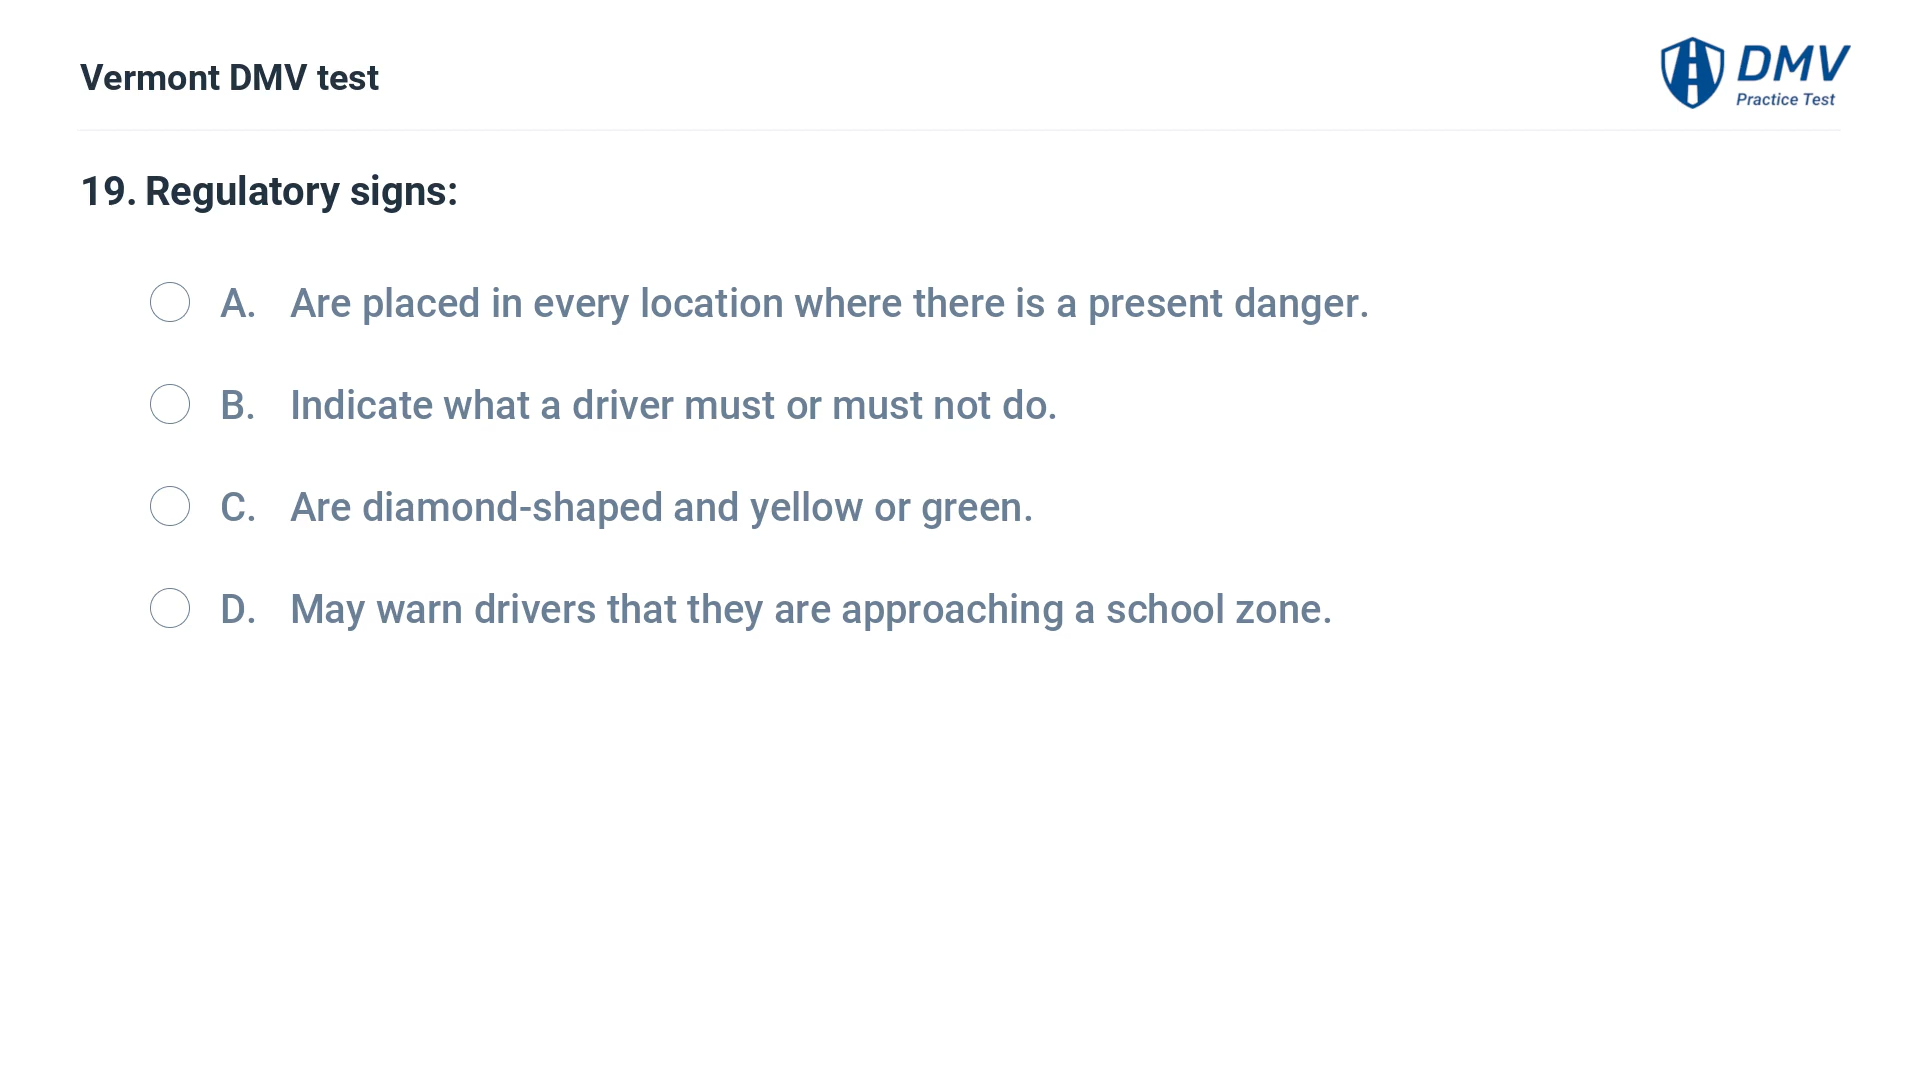 Vermont DMV test
DMV
Practice Test
19. Regulatory signs:
A. Are placed in every location where there is a present danger.
B. Indicate what a driver must or must not do.
C. Are diamond-shaped and yellow or green.
D. May warn drivers that they are approaching a school zone.